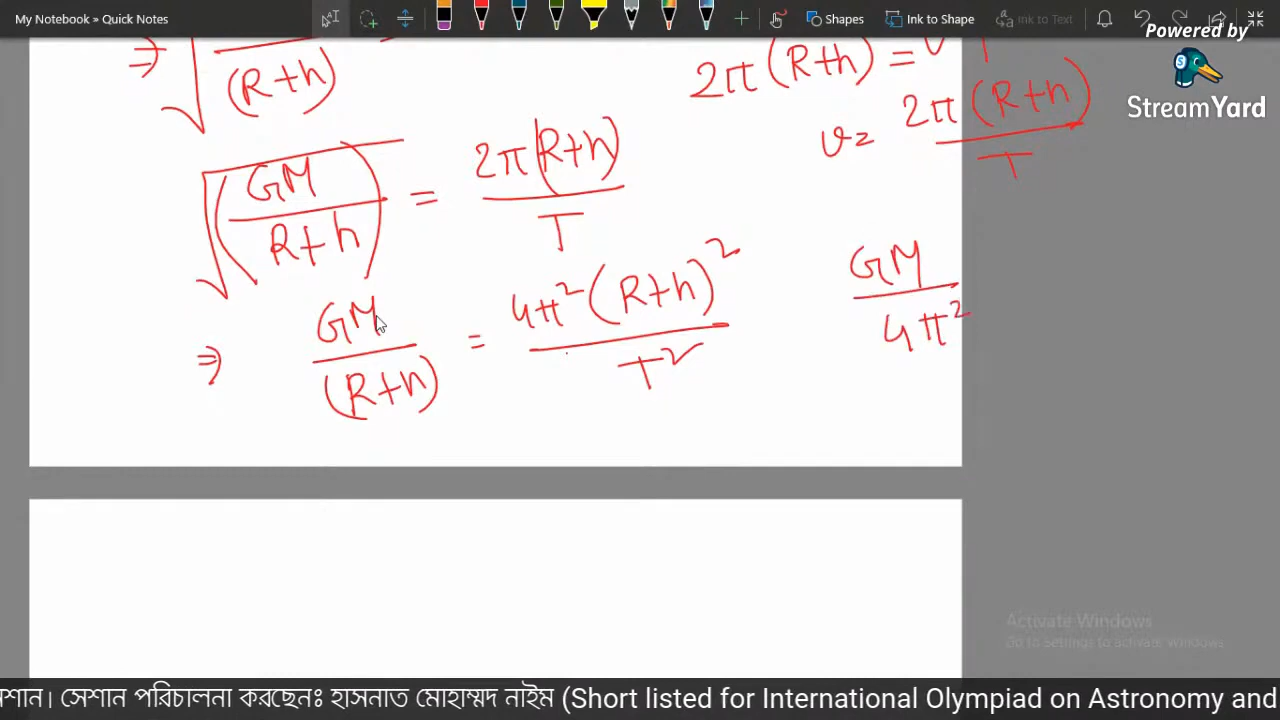 My Notebook » Quick Notes
Shapes
Ink to Shape
Ink to Text
Powered by
StreamYard
⇒ √ (R+h) =
2π (R+h) = v T
v = 2π (R+h) / T
√(GM / R+h) = 2π(R+h) / T
⇒ GM / (R+h) = 4π² (R+h)² / T²
GM / 4π²
Activate Windows
Go to Settings to activate Windows.
সেশান পরিচালনা করছেনঃ হাসনাত মোহাম্মদ নাইম (Short listed for International Olympiad on Astronomy and